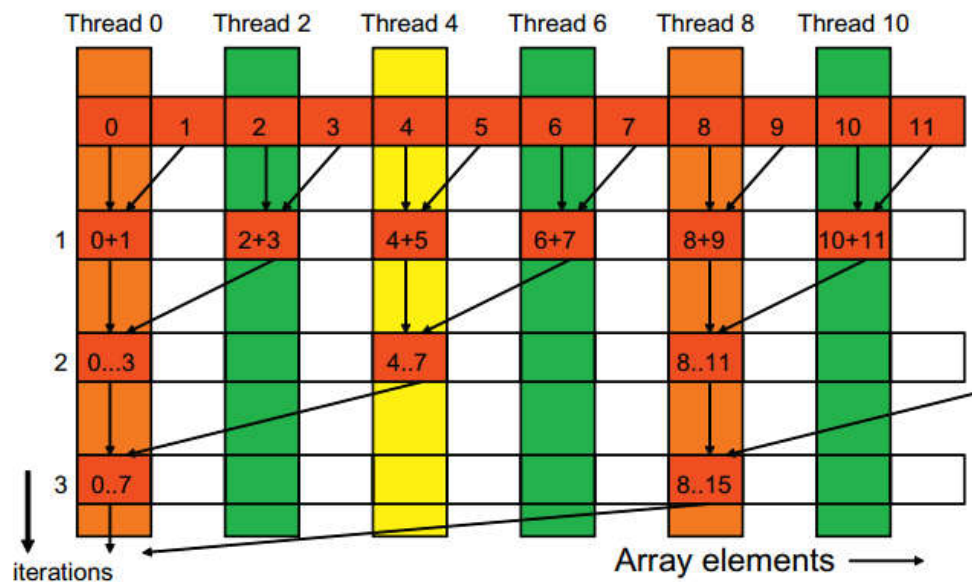 Thread 0 Thread 2 Thread 4 Thread 6 Thread 8 Thread 10
0 1 2 3 4 5 6 7 8 9 10 11
1 0+1 2+3 4+5 6+7 8+9 10+11
2 0...3 4..7 8..11
3 0..7 8..15
iterations Array elements